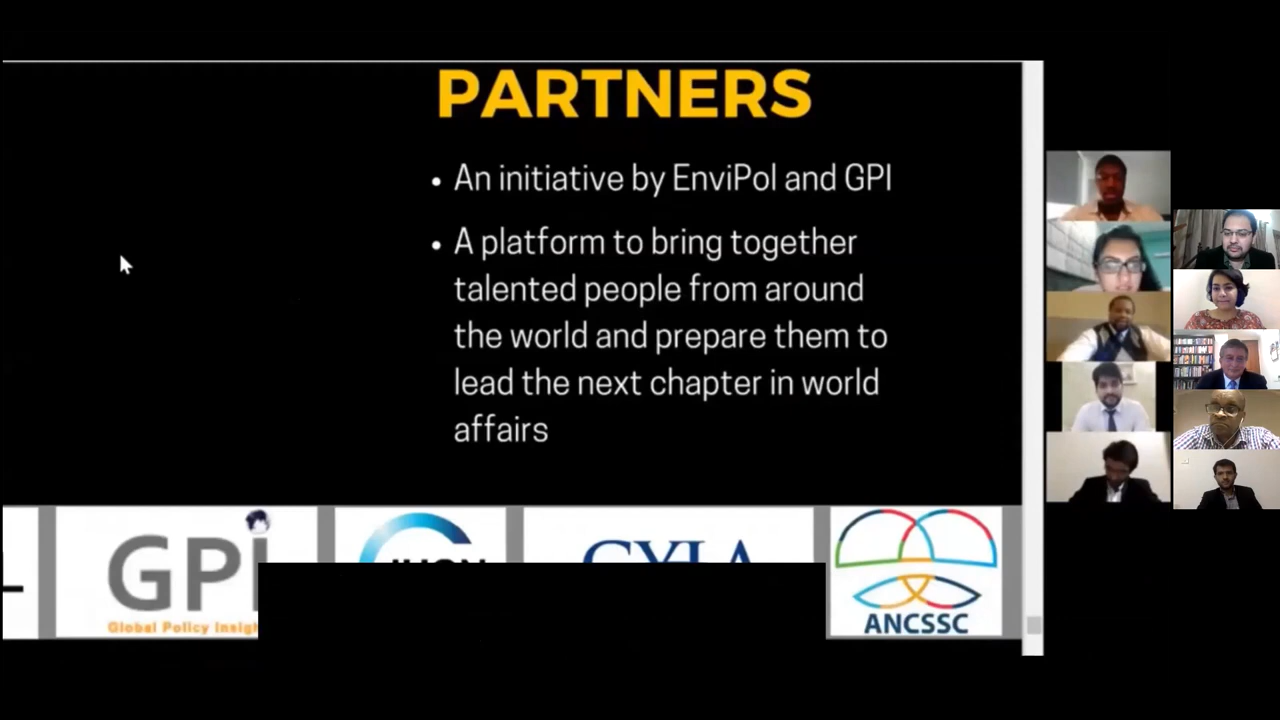 PARTNERS
• An initiative by EnviPol and GPI
• A platform to bring together
talented people from around
the world and prepare them to
lead the next chapter in world
affairs
GPI
Global Policy Insigh
ANCSSC